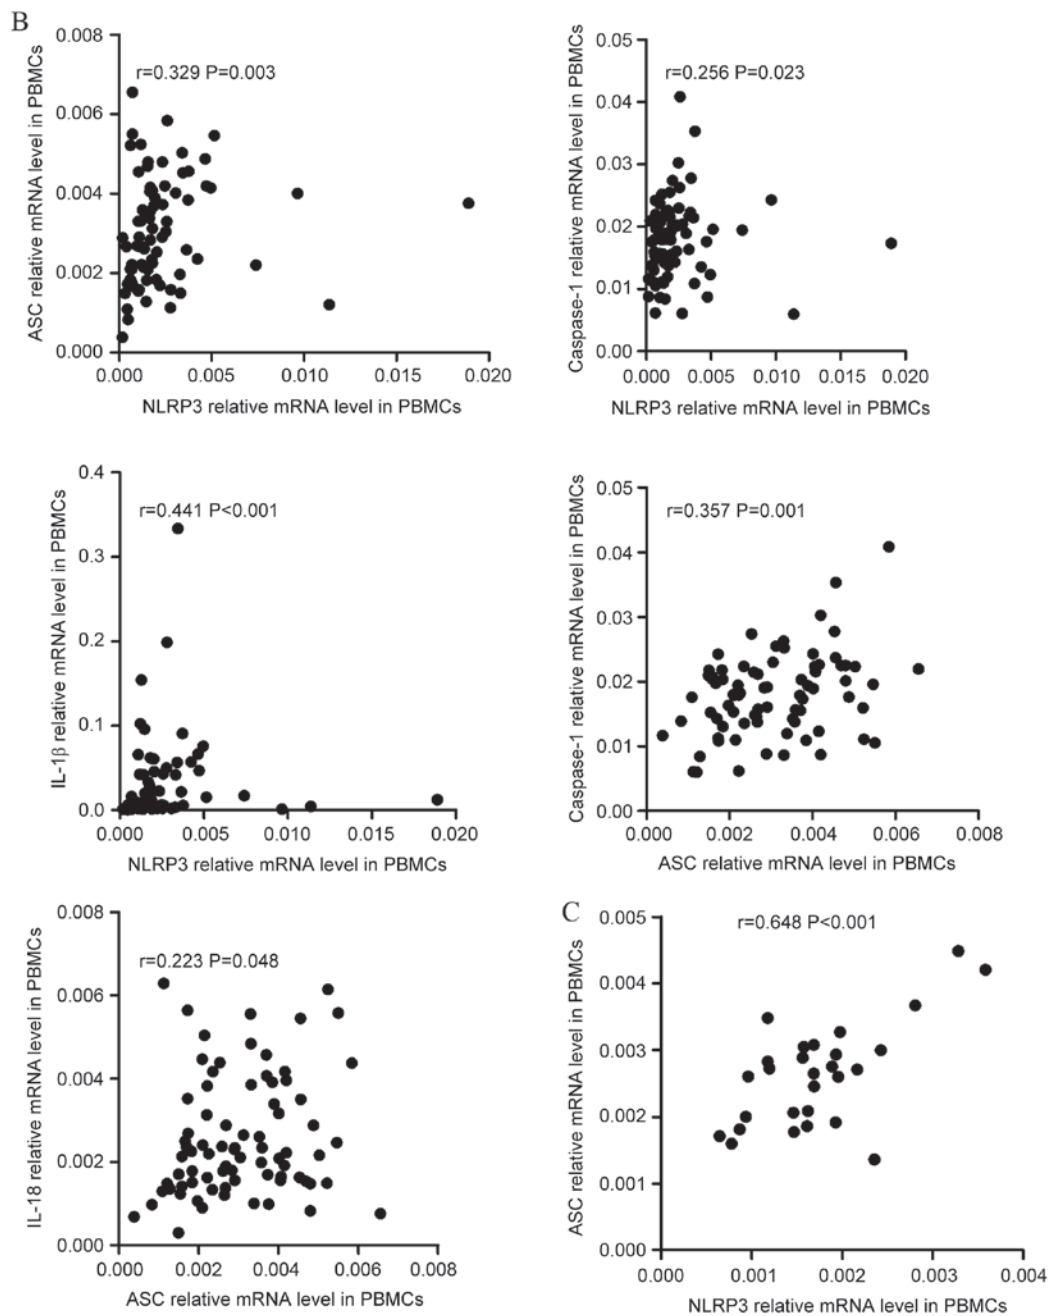 B
ASC relative mRNA level in PBMCs
0.008
0.006
0.004
0.002
0.000
r=0.329 P=0.003
0.000 0.005 0.010 0.015 0.020
NLRP3 relative mRNA level in PBMCs
Caspase-1 relative mRNA level in PBMCs
0.05
0.04
0.03
0.02
0.01
0.00
r=0.256 P=0.023
0.000 0.005 0.010 0.015 0.020
NLRP3 relative mRNA level in PBMCs
IL-1β relative mRNA level in PBMCs
0.4
0.3
0.2
0.1
0.0
r=0.441 P<0.001
0.000 0.005 0.010 0.015 0.020
NLRP3 relative mRNA level in PBMCs
Caspase-1 relative mRNA level in PBMCs
0.05
0.04
0.03
0.02
0.01
0.00
r=0.357 P=0.001
0.000 0.002 0.004 0.006 0.008
ASC relative mRNA level in PBMCs
IL-18 relative mRNA level in PBMCs
0.008
0.006
0.004
0.002
0.000
r=0.223 P=0.048
0.000 0.002 0.004 0.006 0.008
ASC relative mRNA level in PBMCs
C
ASC relative mRNA level in PBMCs
0.005
0.004
0.003
0.002
0.001
0.000
r=0.648 P<0.001
0.000 0.001 0.002 0.003 0.004
NLRP3 relative mRNA level in PBMCs